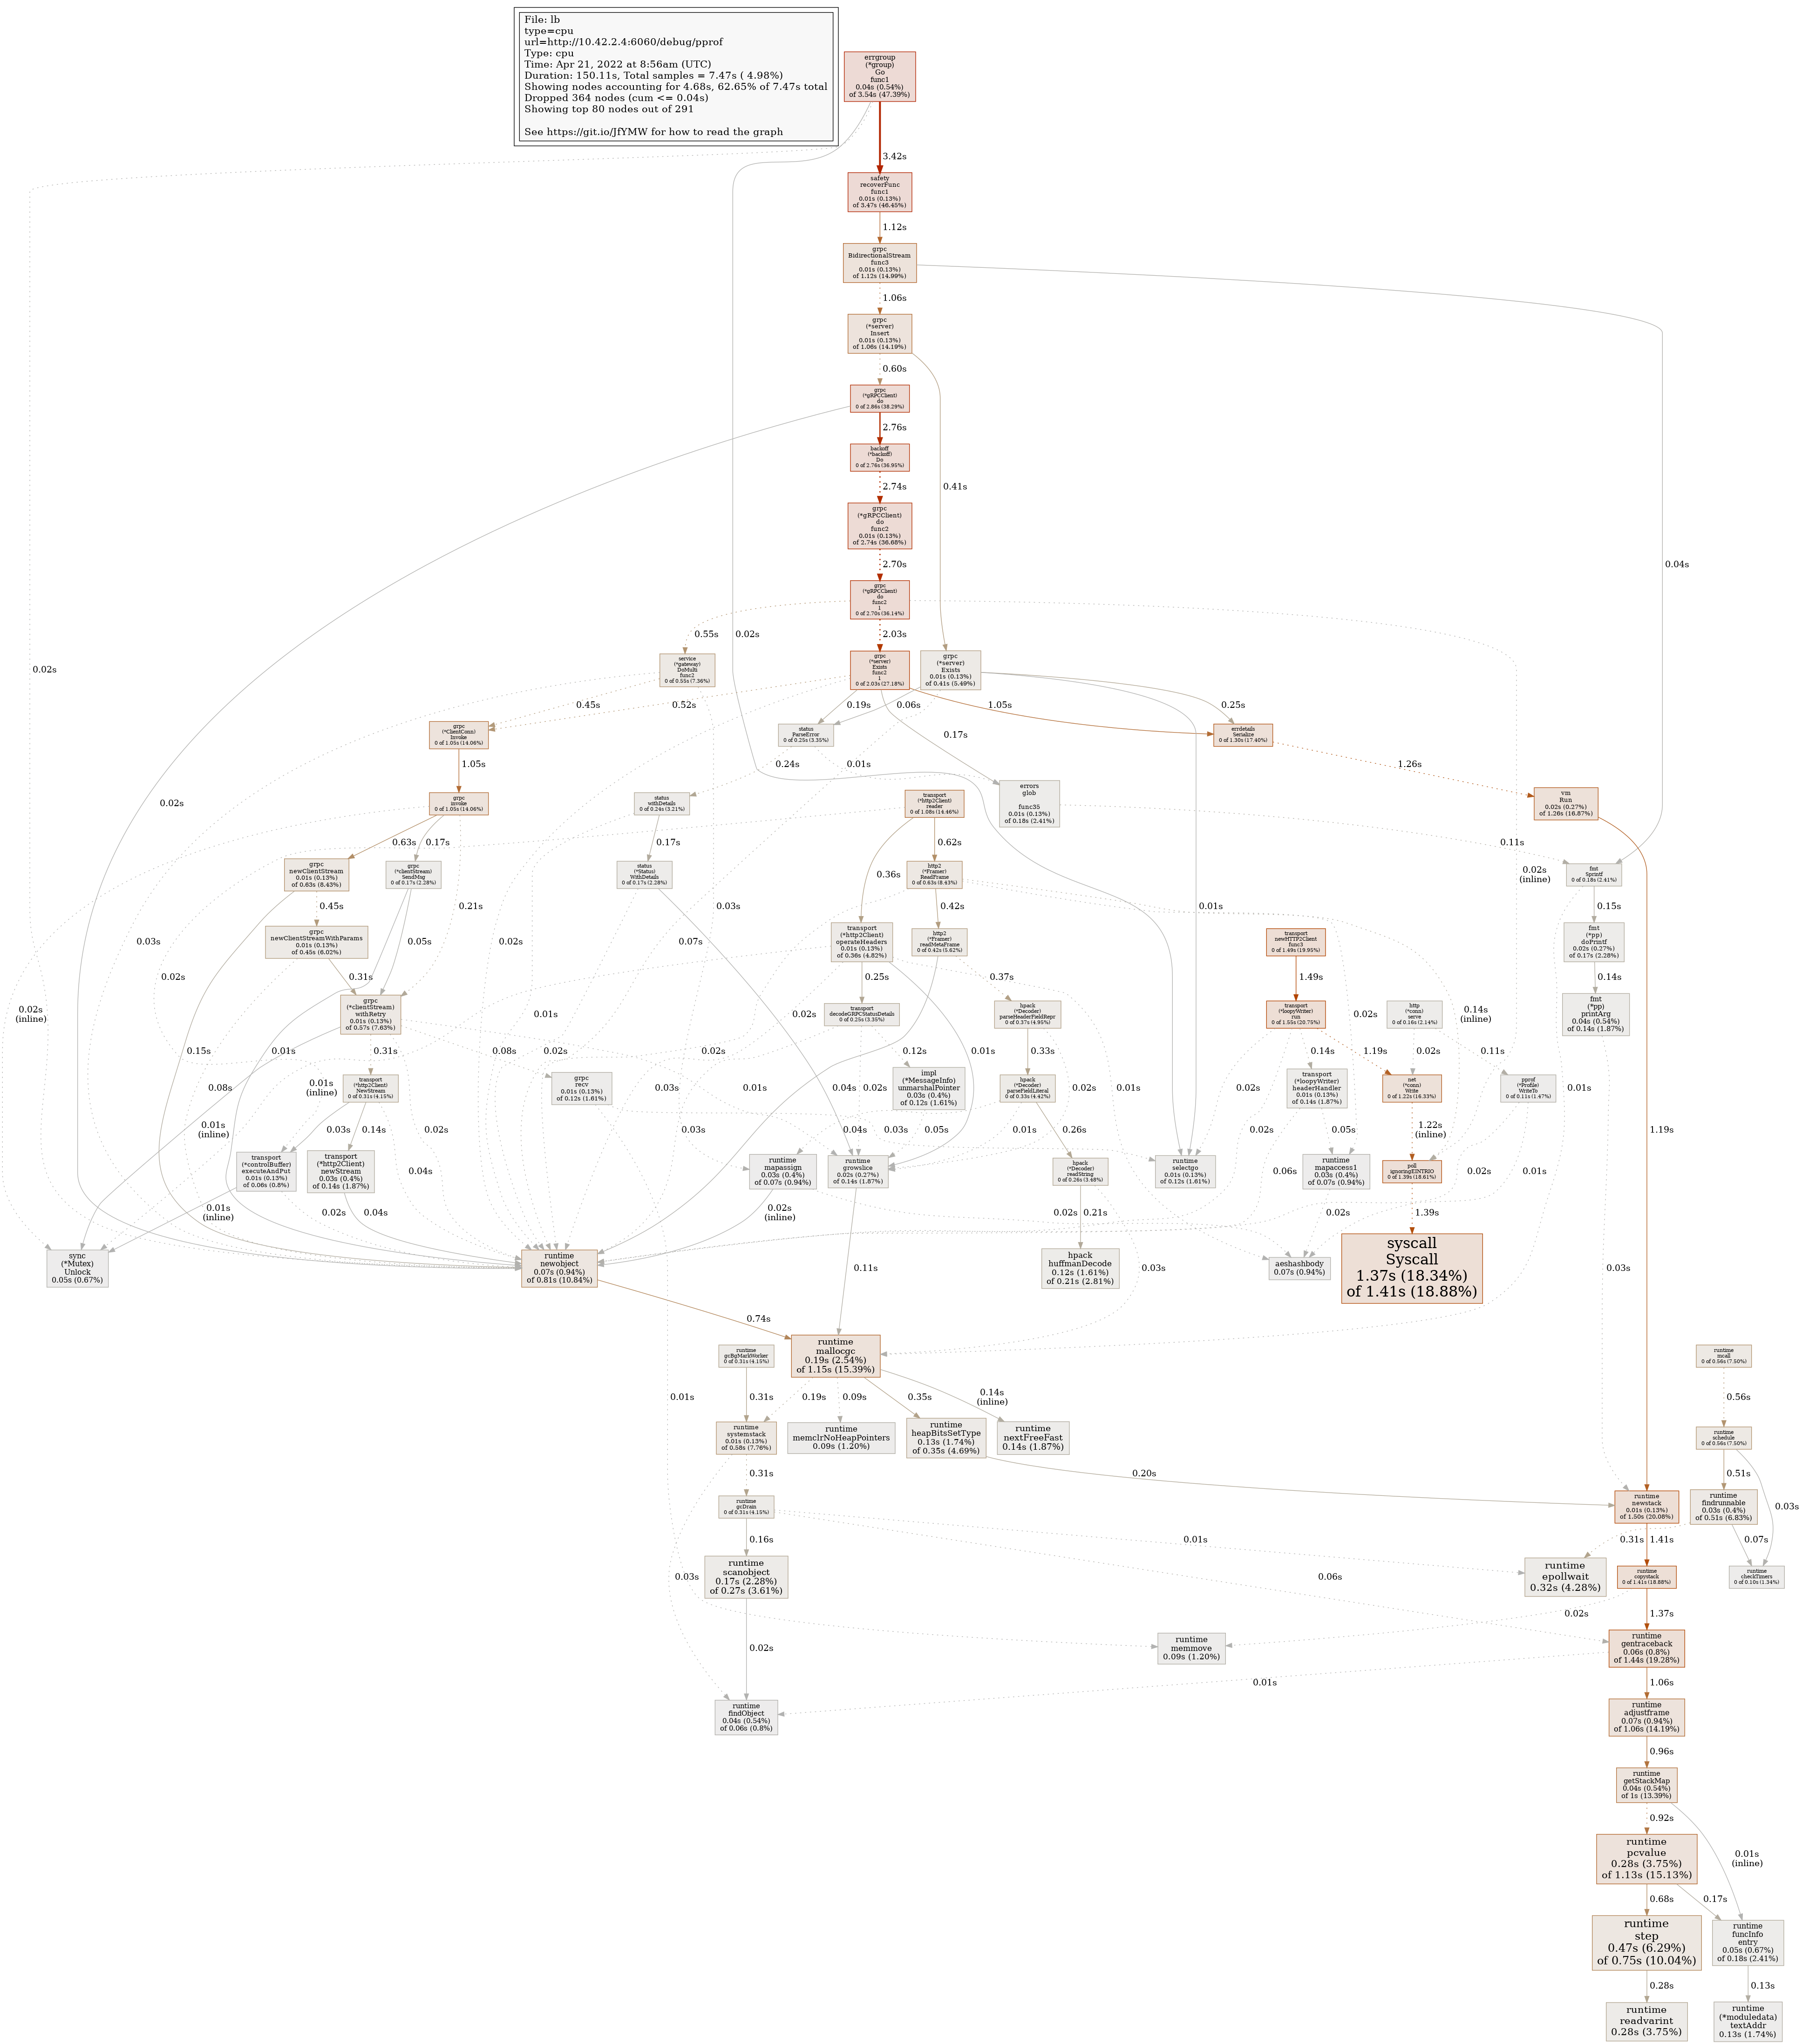 File: lb
type=cpu
url=http://10.42.2.4:6060/debug/pprof
Type: cpu
Time: Apr 21, 2022 at 8:56am (UTC)
Duration: 150.11s, Total samples = 7.47s ( 4.98%)
Showing nodes accounting for 4.68s, 62.65% of 7.47s total
Dropped 364 nodes (cum <= 0.04s)
Showing top 80 nodes out of 291
See https://git.io/JfYMW for how to read the graph
errgroup
(*group)
Go
func1
0.04s (0.54%)
of 3.54s (47.39%)
3.42s
safety
recoverFunc
func1
0.01s (0.13%)
of 3.47s (46.45%)
1.12s
grpc
BidirectionalStream
func3
0.01s (0.13%)
of 1.12s (14.99%)
1.06s
grpc
(*server)
Insert
0.01s (0.13%)
of 1.06s (14.19%)
0.60s
grpc
(*gRPCClient)
do
0 of 2.86s (38.29%)
2.76s
backoff
(*backoff)
Do
0 of 2.76s (36.95%)
2.74s
0.41s
grpc
(*gRPCClient)
do
func2
0.01s (0.13%)
of 2.74s (36.68%)
2.70s
0.04s
grpc
(*gRPCClient)
do
func2
1
0 of 2.70s (36.14%)
0.02s
0.02s
0.55s
2.03s
service
(*gateway)
DoMulti
func2
0 of 0.55s (7.36%)
grpc
(*server)
Exists
func2
1
0 of 2.03s (27.18%)
grpc
(*server)
Exists
0.01s (0.13%)
of 0.41s (5.49%)
0.45s
0.52s
0.19s
0.06s
1.05s
0.25s
grpc
(*ClientConn)
Invoke
0 of 1.05s (14.06%)
status
ParseError
0 of 0.25s (3.35%)
0.17s
errdetails
Serialize
0 of 1.30s (17.40%)
1.05s
0.24s
0.01s
1.26s
0.02s
grpc
invoke
0 of 1.05s (14.06%)
status
withDetails
0 of 0.24s (3.21%)
transport
(*http2Client)
reader
0 of 1.08s (14.46%)
errors
glob
func35
0.01s (0.13%)
of 0.18s (2.41%)
vm
Run
0.02s (0.27%)
of 1.26s (16.87%)
0.63s
0.17s
0.17s
0.62s
0.11s
grpc
newClientStream
0.01s (0.13%)
of 0.63s (8.43%)
grpc
(*clientStream)
SendMsg
0 of 0.17s (2.28%)
status
(*Status)
WithDetails
0 of 0.17s (2.28%)
0.36s
http2
(*Framer)
ReadFrame
0 of 0.63s (8.43%)
0.02s
(inline)
fmt
Sprintf
0 of 0.18s (2.41%)
0.45s
0.21s
0.03s
0.01s
0.42s
0.15s
grpc
newClientStreamWithParams
0.01s (0.13%)
of 0.45s (6.02%)
0.05s
0.03s
0.02s
0.07s
transport
(*http2Client)
operateHeaders
0.01s (0.13%)
of 0.36s (4.82%)
http2
(*Framer)
readMetaFrame
0 of 0.42s (5.62%)
transport
newHTTP2Client
func3
0 of 1.49s (19.95%)
fmt
(*pp)
doPrintf
0.02s (0.27%)
of 0.17s (2.28%)
0.02s
0.31s
0.25s
0.37s
1.49s
0.14s
0.02s
(inline)
grpc
(*clientStream)
withRetry
0.01s (0.13%)
of 0.57s (7.63%)
0.01s
0.02s
transport
decodeGRPCStatusDetails
0 of 0.25s (3.35%)
hpack
(*Decoder)
parseHeaderFieldRepr
0 of 0.37s (4.95%)
transport
(*loopyWriter)
run
0 of 1.55s (20.75%)
http
(*conn)
serve
0 of 0.16s (2.14%)
0.14s
(inline)
fmt
(*pp)
printArg
0.04s (0.54%)
of 0.14s (1.87%)
0.15s
0.01s
0.31s
0.08s
0.02s
0.02s
0.12s
0.01s
0.33s
0.02s
0.14s
1.19s
0.02s
0.11s
0.08s
0.01s
(inline)
transport
(*http2Client)
NewStream
0 of 0.31s (4.15%)
grpc
recv
0.01s (0.13%)
of 0.12s (1.61%)
0.03s
0.01s
0.04s
0.02s
impl
(*MessageInfo)
unmarshalPointer
0.03s (0.4%)
of 0.12s (1.61%)
hpack
(*Decoder)
parseFieldLiteral
0 of 0.33s (4.42%)
0.02s
0.01s
0.02s
transport
(*loopyWriter)
headerHandler
0.01s (0.13%)
of 0.14s (1.87%)
net
(*conn)
Write
0 of 1.22s (16.33%)
pprof
(*Profile)
WriteTo
0 of 0.11s (1.47%)
0.01s
0.01s
(inline)
0.03s
0.14s
0.02s
0.03s
0.04s
0.03s
0.05s
0.01s
0.26s
0.02s
0.05s
1.22s
(inline)
1.19s
transport
(*controlBuffer)
executeAndPut
0.01s (0.13%)
of 0.06s (0.8%)
transport
(*http2Client)
newStream
0.03s (0.4%)
of 0.14s (1.87%)
0.04s
runtime
mapassign
0.03s (0.4%)
of 0.07s (0.94%)
runtime
growslice
0.02s (0.27%)
of 0.14s (1.87%)
hpack
(*Decoder)
readString
0 of 0.26s (3.48%)
runtime
selectgo
0.01s (0.13%)
of 0.12s (1.61%)
0.06s
runtime
mapaccess1
0.03s (0.4%)
of 0.07s (0.94%)
poll
ignoringEINTRIO
0 of 1.39s (18.61%)
0.02s
0.01s
0.01s
(inline)
0.02s
0.04s
0.02s
(inline)
0.02s
0.21s
0.02s
1.39s
sync
(*Mutex)
Unlock
0.05s (0.67%)
runtime
newobject
0.07s (0.94%)
of 0.81s (10.84%)
0.11s
hpack
huffmanDecode
0.12s (1.61%)
of 0.21s (2.81%)
0.03s
aeshashbody
0.07s (0.94%)
syscall
Syscall
1.37s (18.34%)
of 1.41s (18.88%)
0.03s
0.74s
runtime
gcBgMarkWorker
0 of 0.31s (4.15%)
runtime
mallocgc
0.19s (2.54%)
of 1.15s (15.39%)
runtime
mcall
0 of 0.56s (7.50%)
0.01s
0.31s
0.19s
0.09s
0.35s
0.14s
(inline)
0.56s
runtime
systemstack
0.01s (0.13%)
of 0.58s (7.76%)
runtime
memclrNoHeapPointers
0.09s (1.20%)
runtime
heapBitsSetType
0.13s (1.74%)
of 0.35s (4.69%)
runtime
nextFreeFast
0.14s (1.87%)
runtime
schedule
0 of 0.56s (7.50%)
0.31s
0.20s
0.51s
runtime
gcDrain
0 of 0.31s (4.15%)
runtime
newstack
0.01s (0.13%)
of 1.50s (20.08%)
runtime
findrunnable
0.03s (0.4%)
of 0.51s (6.83%)
0.03s
0.16s
0.01s
0.31s
1.41s
0.07s
0.03s
runtime
scanobject
0.17s (2.28%)
of 0.27s (3.61%)
0.06s
runtime
epollwait
0.32s (4.28%)
runtime
copystack
0 of 1.41s (18.88%)
runtime
checkTimers
0 of 0.10s (1.34%)
0.02s
1.37s
0.02s
runtime
memmove
0.09s (1.20%)
runtime
gentraceback
0.06s (0.8%)
of 1.44s (19.28%)
0.01s
1.06s
runtime
findObject
0.04s (0.54%)
of 0.06s (0.8%)
runtime
adjustframe
0.07s (0.94%)
of 1.06s (14.19%)
0.96s
runtime
getStackMap
0.04s (0.54%)
of 1s (13.39%)
0.92s
runtime
pcvalue
0.28s (3.75%)
of 1.13s (15.13%)
0.01s
(inline)
0.68s
0.17s
runtime
step
0.47s (6.29%)
of 0.75s (10.04%)
runtime
funcInfo
entry
0.05s (0.67%)
of 0.18s (2.41%)
0.28s
0.13s
runtime
readvarint
0.28s (3.75%)
runtime
(*moduledata)
textAddr
0.13s (1.74%)